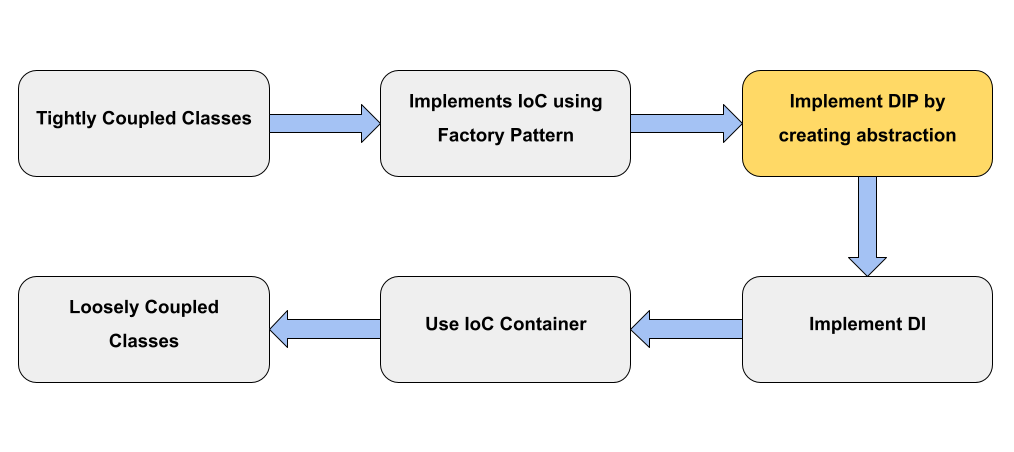 Tightly Coupled Classes
Implements IoC using
Factory Pattern
Implement DIP by
creating abstraction
Implement DI
Use IoC Container
Loosely Coupled
Classes